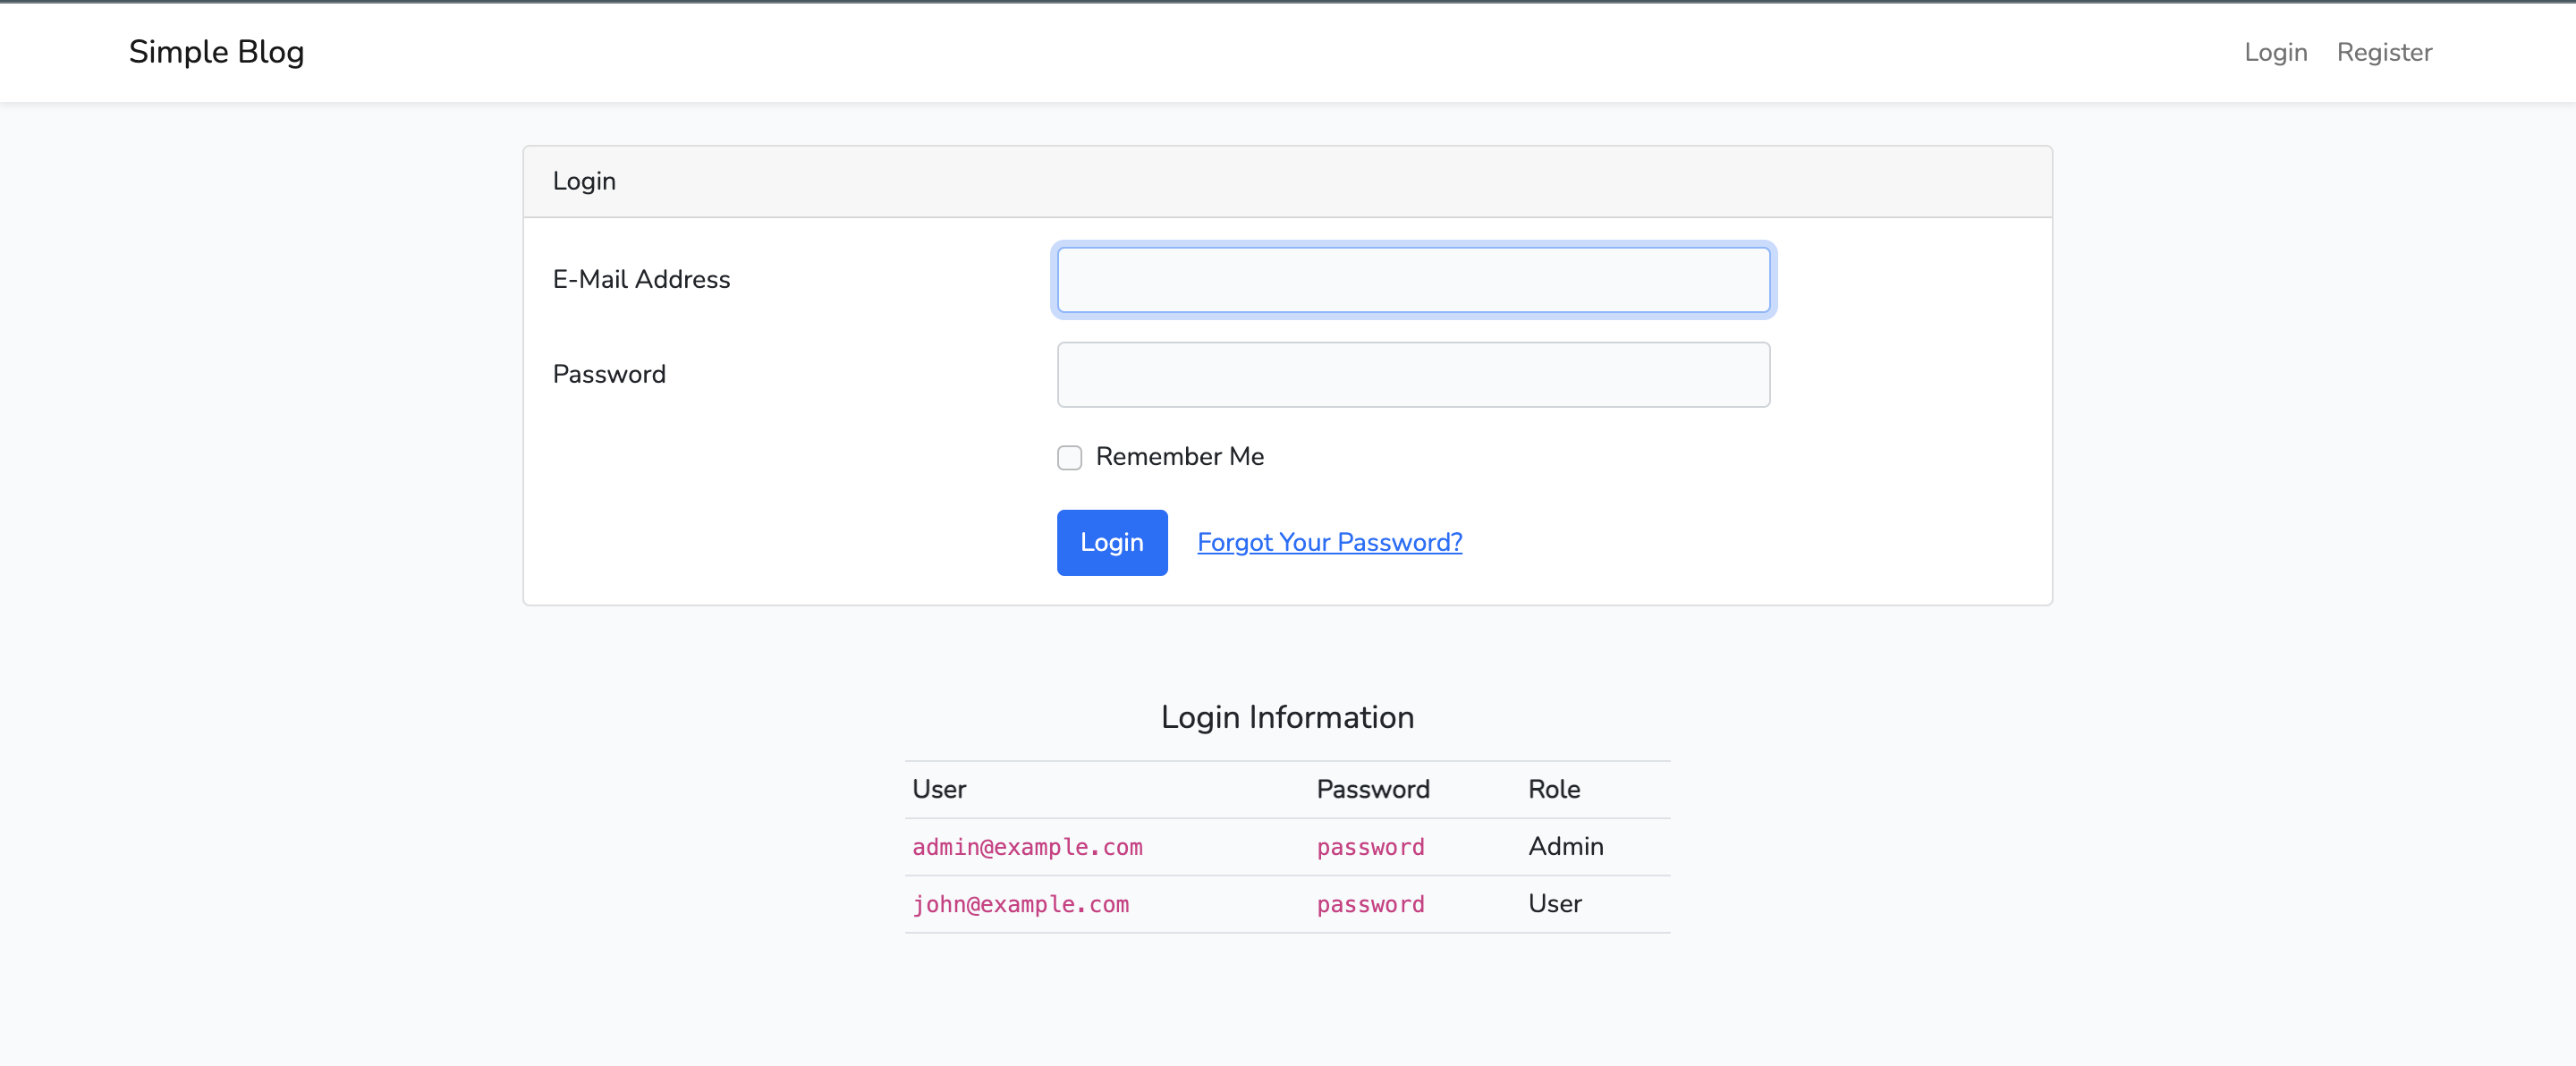 Simple Blog Login Register
Login
E-Mail Address
Password
Remember Me
Login Forgot Your Password?
Login Information
User Password Role
admin@example.com password Admin
john@example.com password User